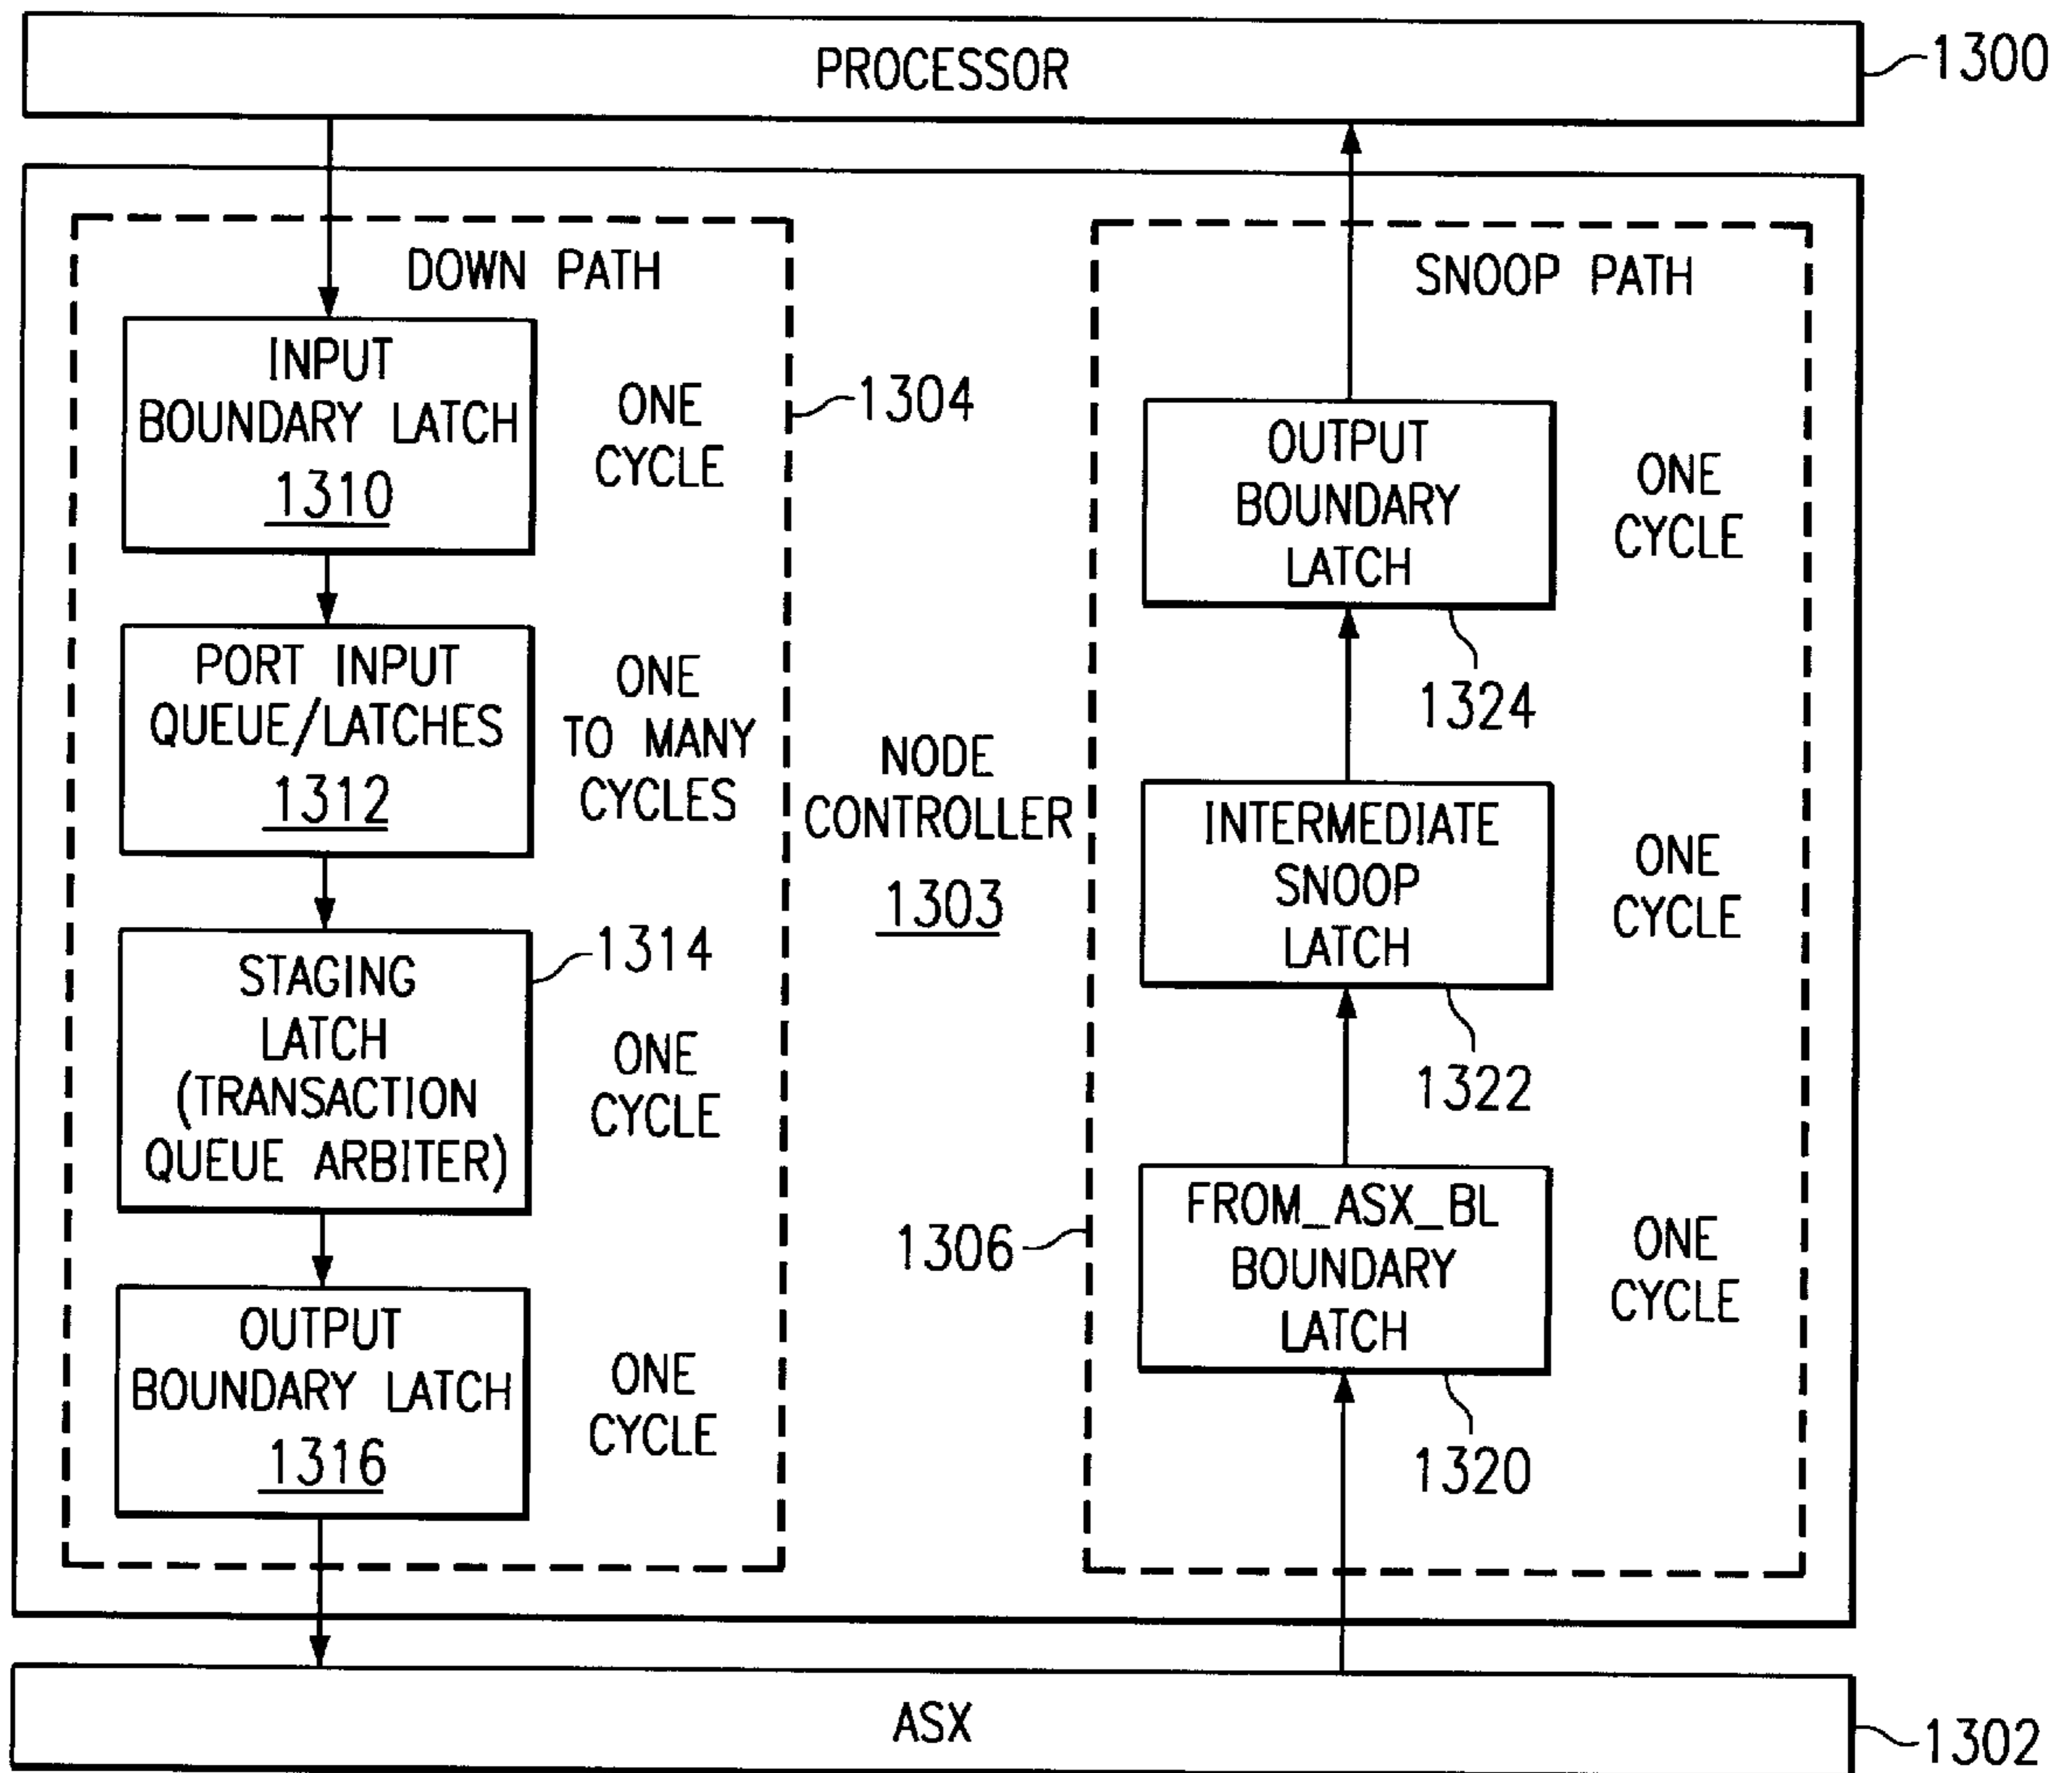 PROCESSOR
1300
DOWN PATH
INPUT
BOUNDARY LATCH
1310
ONE
CYCLE
1304
PORT INPUT
QUEUE/LATCHES
1312
ONE
TO MANY
CYCLES
STAGING
LATCH
(TRANSACTION
QUEUE ARBITER)
1314
ONE
CYCLE
OUTPUT
BOUNDARY LATCH
1316
ONE
CYCLE
NODE
CONTROLLER
1303
SNOOP PATH
OUTPUT
BOUNDARY
LATCH
1324
ONE
CYCLE
INTERMEDIATE
SNOOP
LATCH
1322
ONE
CYCLE
1306
FROM_ASX_BL
BOUNDARY
LATCH
1320
ONE
CYCLE
ASX
1302